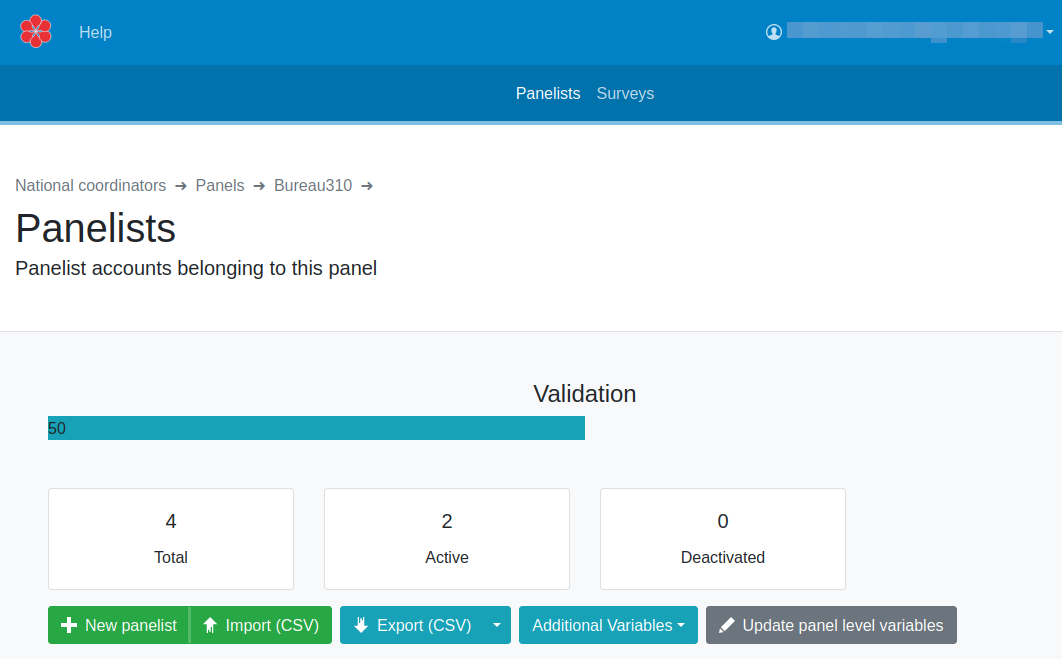 Help
Panelists Surveys
National coordinators ➔ Panels ➔ Bureau310 ➔
Panelists
Panelist accounts belonging to this panel
Validation
50
4 2 0
Total Active Deactivated
New panelist Import (CSV) Export (CSV) Additional Variables Update panel level variables